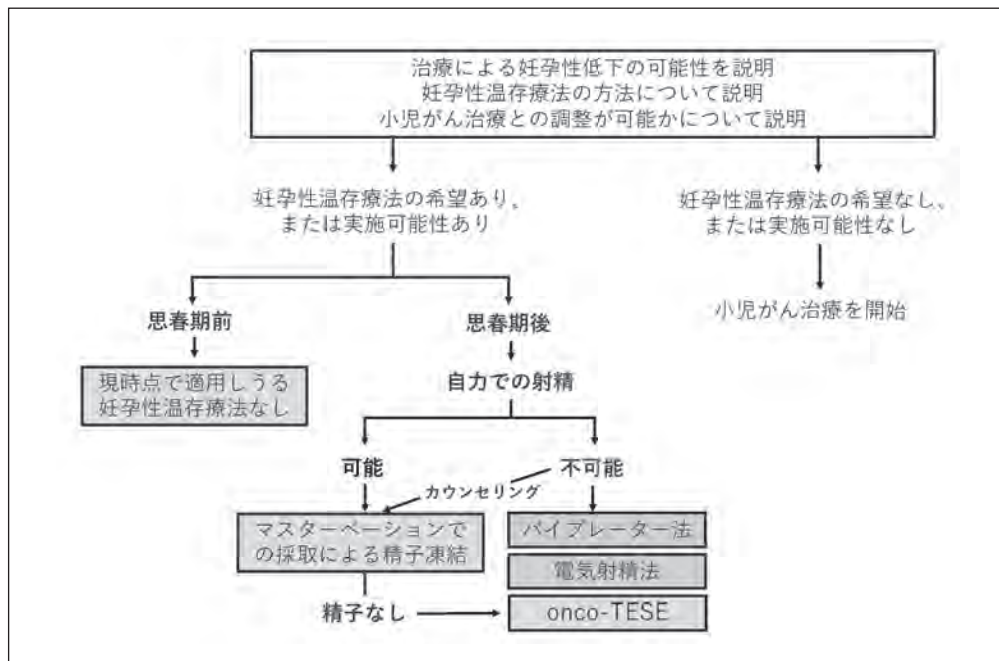 治療による妊孕性低下の可能性を説明
妊孕性温存療法の方法について説明
小児がん治療との調整が可能かについて説明
妊孕性温存療法の希望あり、
または実施可能性あり
妊孕性温存療法の希望なし、
または実施可能性なし
小児がん治療を開始
思春期前
思春期後
現時点で適用しうる
妊孕性温存療法なし
自力での射精
可能
不可能
カウンセリング
マスターベーションで
の採取による精子凍結
バイブレーター法
電気射精法
精子なし
onco-TESE